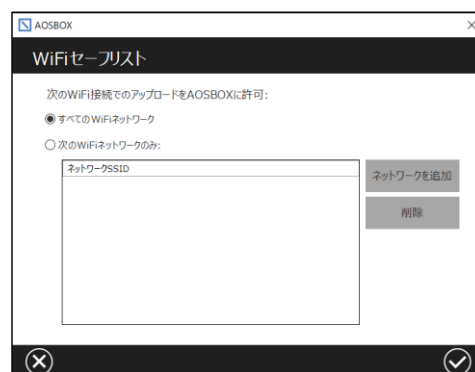 AOSBOX
WiFiセーフリスト
次のWiFi接続でのアップロードをAOSBOXに許可:
すべてのWiFiネットワーク
次のWiFiネットワークのみ:
ネットワークSSID
ネットワークを追加
削除